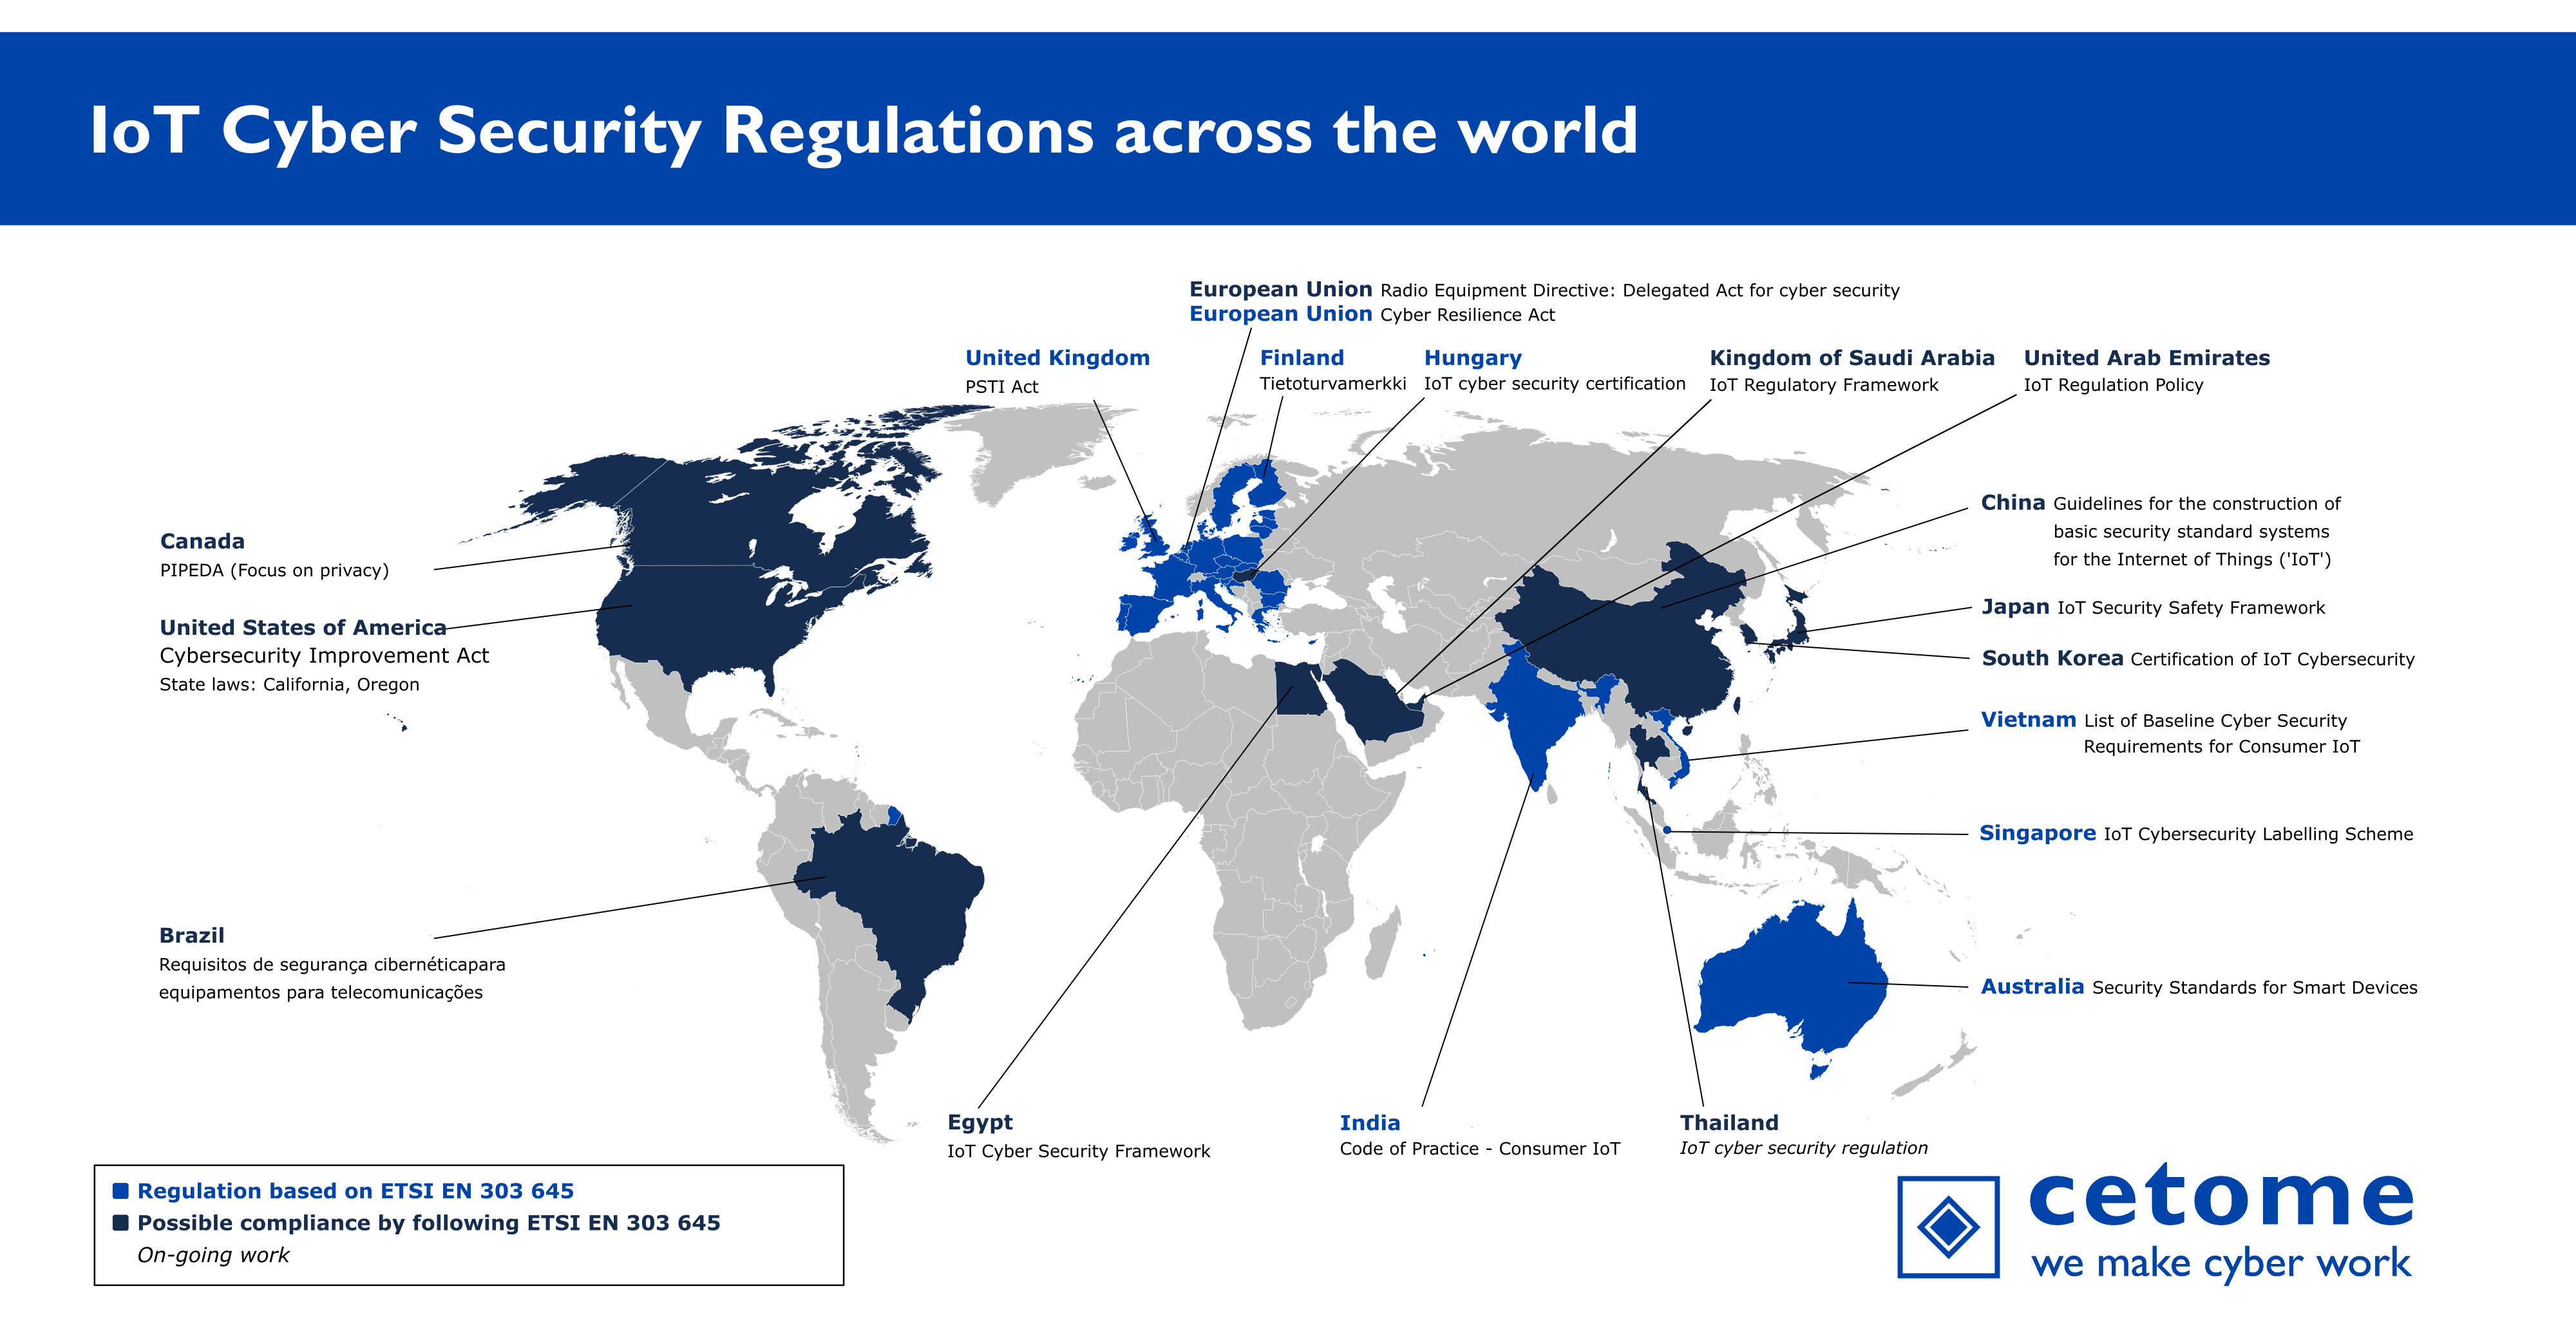 IoT Cyber Security Regulations across the world
European Union Radio Equipment Directive: Delegated Act for cyber security
European Union Cyber Resilience Act
United Kingdom
PSTI Act
Finland
Tietoturvamerkki
Hungary
IoT cyber security certification
Kingdom of Saudi Arabia
IoT Regulatory Framework
United Arab Emirates
IoT Regulation Policy
Canada
PIPEDA (Focus on privacy)
United States of America
Cybersecurity Improvement Act
State laws: California, Oregon
Brazil
Requisitos de segurança cibernéticapara
equipamentos para telecomunicações
China Guidelines for the construction of
basic security standard systems
for the Internet of Things ('IoT')
Japan IoT Security Safety Framework
South Korea Certification of IoT Cybersecurity
Vietnam List of Baseline Cyber Security
Requirements for Consumer IoT
Singapore IoT Cybersecurity Labelling Scheme
Australia Security Standards for Smart Devices
Egypt
IoT Cyber Security Framework
India
Code of Practice - Consumer IoT
Thailand
IoT cyber security regulation
Regulation based on ETSI EN 303 645
Possible compliance by following ETSI EN 303 645
On-going work
cetome
we make cyber work